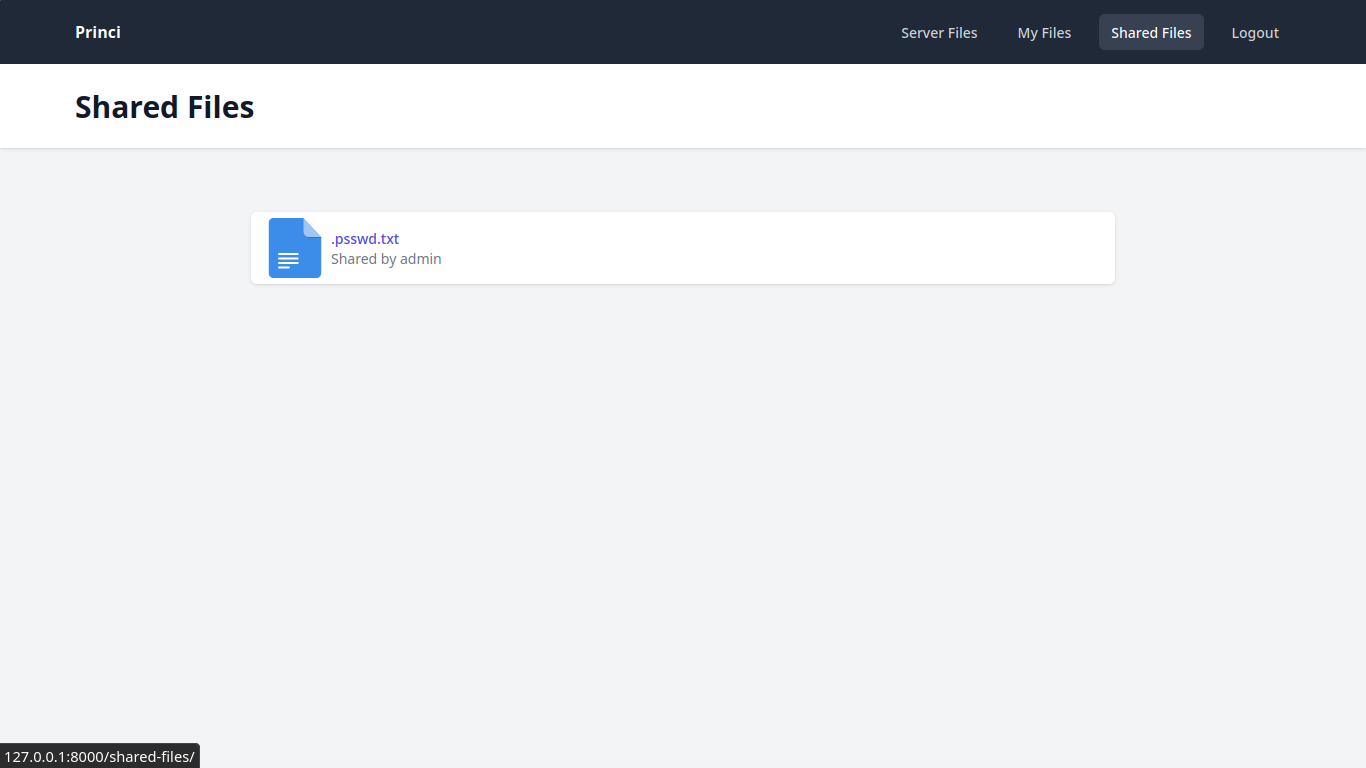 Princi
Server Files
My Files
Shared Files
Logout
Shared Files
.psswd.txt
Shared by admin
127.0.0.1:8000/shared-files/